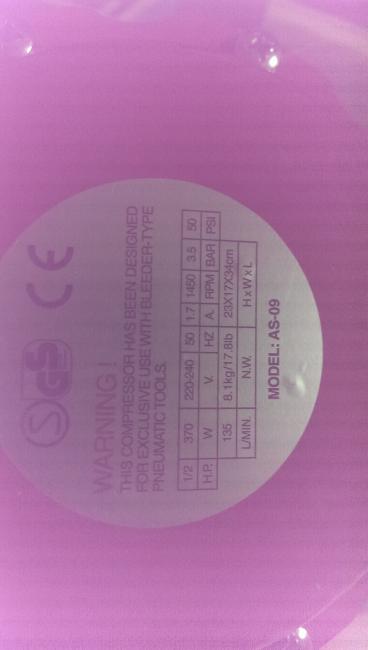 S GS CE
WARNING !
THIS COMPRESSOR HAS BEEN DESIGNED
FOR EXCLUSIVE USE WITH BLEEDER-TYPE
PNEUMATIC TOOLS.
1/2 370 220-240 50 1.7 1450 3.5 50
H.P. W V. HZ A. RPM BAR PSI
135 8.1kg/17.8lb 23X17X34cm
L/MIN. N.W. H x W x L
MODEL: AS-09